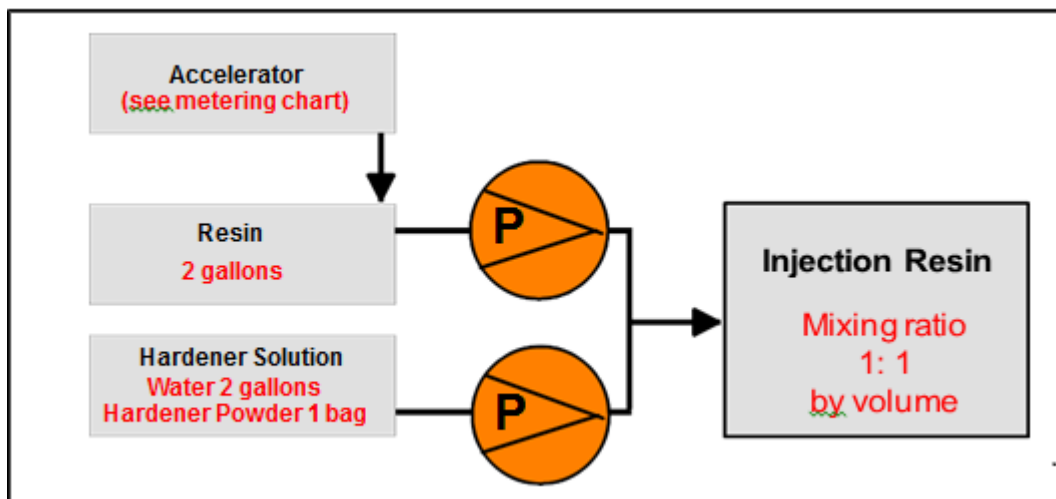 Accelerator
(see metering chart)
Resin
2 gallons
P
Hardener Solution
Water 2 gallons
Hardener Powder 1 bag
P
Injection Resin
Mixing ratio
1: 1
by volume